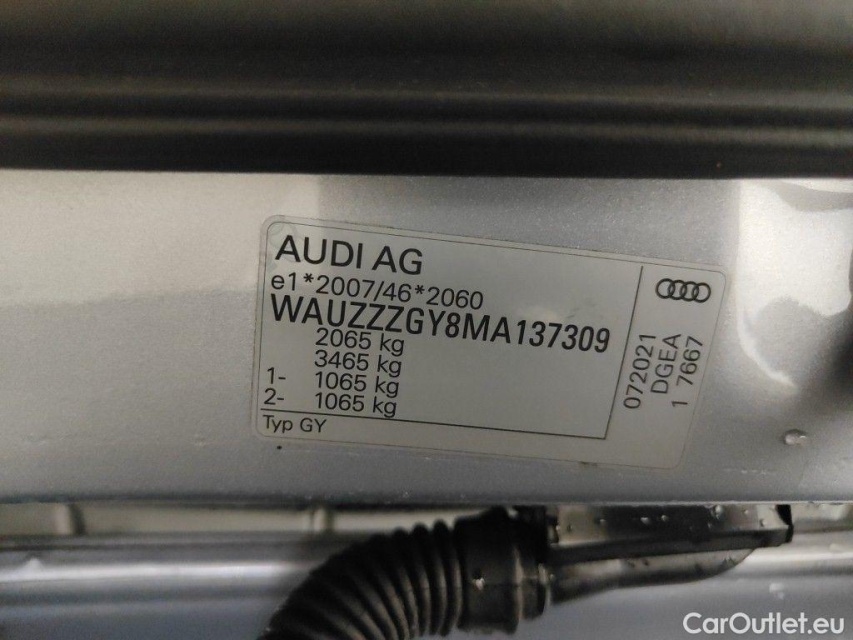 AUDI AG
e1*2007/46*2060
WAUZZZGY8MA137309
2065 kg
3465 kg
1- 1065 kg
2- 1065 kg
Typ GY
072021
DGEA
1 7667
CarOutlet.eu